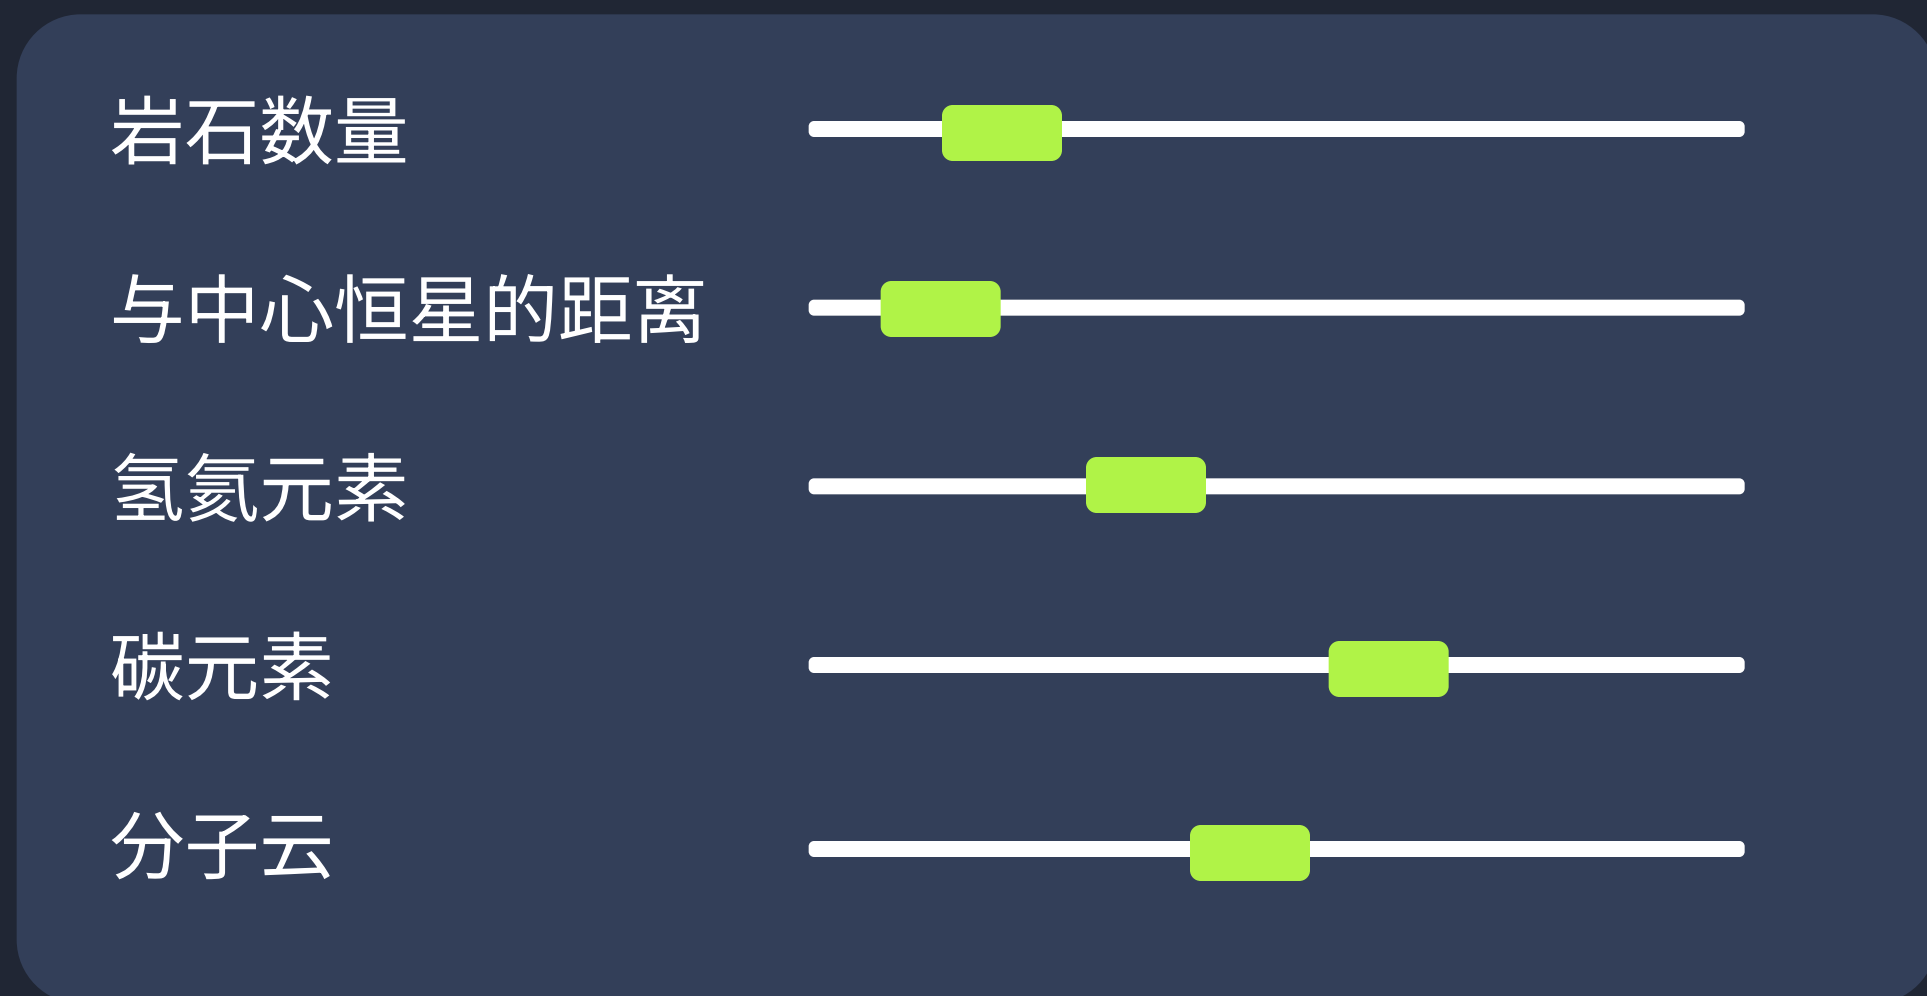 岩石数量
与中心恒星的距离
氢氦元素
碳元素
分子云